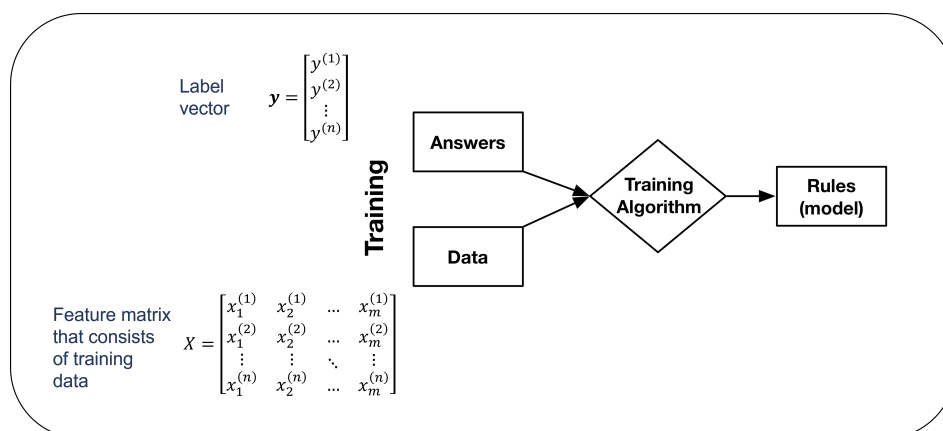 Label
vector
y = [y^(1)
y^(2)
⋮
y^(n)]
Training
Answers
Data
Training
Algorithm
Rules
(model)
Feature matrix
that consists
of training
data
X = [x_1^(1) x_2^(1) … x_m^(1)
x_1^(2) x_2^(2) … x_m^(2)
⋮ ⋮ ⋱ ⋮
x_1^(n) x_2^(n) … x_m^(n)]